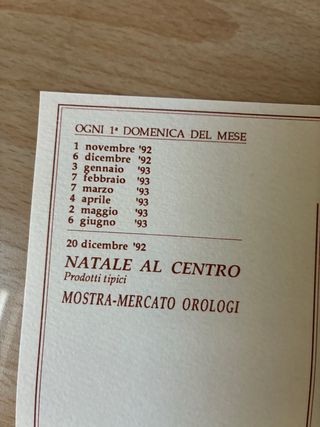 OGNI 1ª DOMENICA DEL MESE
1 novembre '92
6 dicembre '92
3 gennaio '93
7 febbraio '93
7 marzo '93
4 aprile '93
2 maggio '93
6 giugno '93
20 dicembre '92
NATALE AL CENTRO
Prodotti tipici
MOSTRA-MERCATO OROLOGI